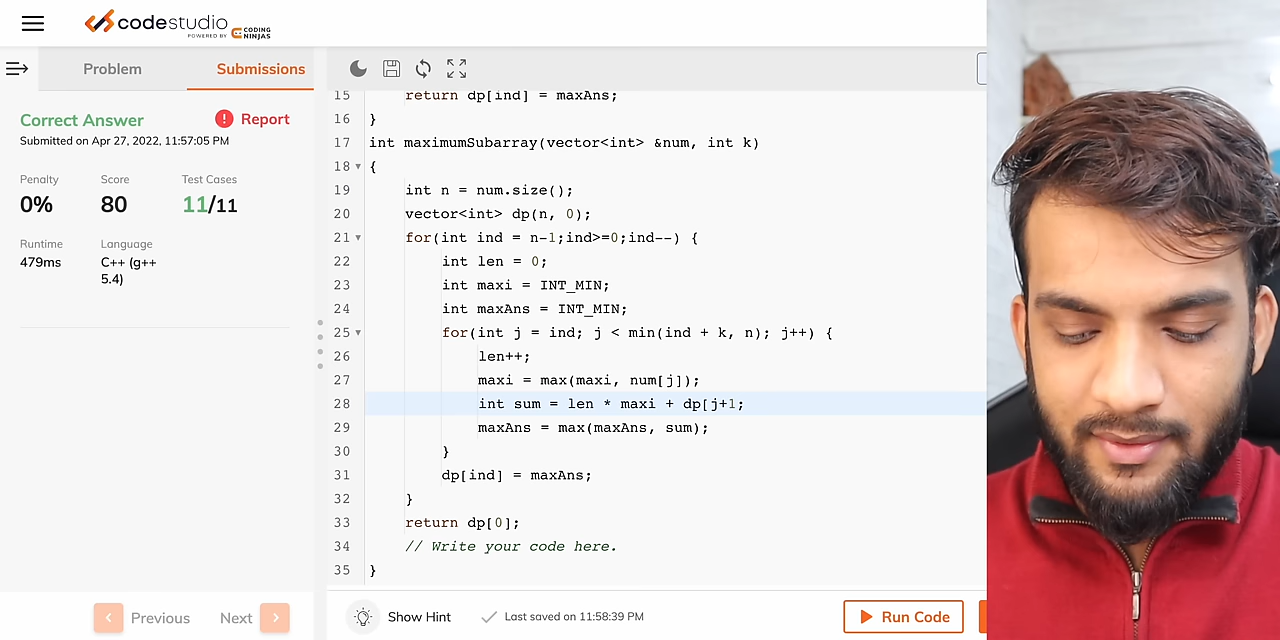 codestudio
POWERED BY CODING NINJAS
Problem Submissions
Correct Answer Report
Submitted on Apr 27, 2022, 11:57:05 PM
Penalty Score Test Cases
0% 80 11/11
Runtime Language
479ms C++ (g++ 5.4)
Previous Next
15 return dp[ind] = maxAns;
16 }
17 int maximumSubarray(vector<int> &num, int k)
18 {
19 int n = num.size();
20 vector<int> dp(n, 0);
21 for(int ind = n-1;ind>=0;ind--) {
22 int len = 0;
23 int maxi = INT_MIN;
24 int maxAns = INT_MIN;
25 for(int j = ind; j < min(ind + k, n); j++) {
26 len++;
27 maxi = max(maxi, num[j]);
28 int sum = len * maxi + dp[j+1;
29 maxAns = max(maxAns, sum);
30 }
31 dp[ind] = maxAns;
32 }
33 return dp[0];
34 // Write your code here.
35 }
Show Hint Last saved on 11:58:39 PM Run Code